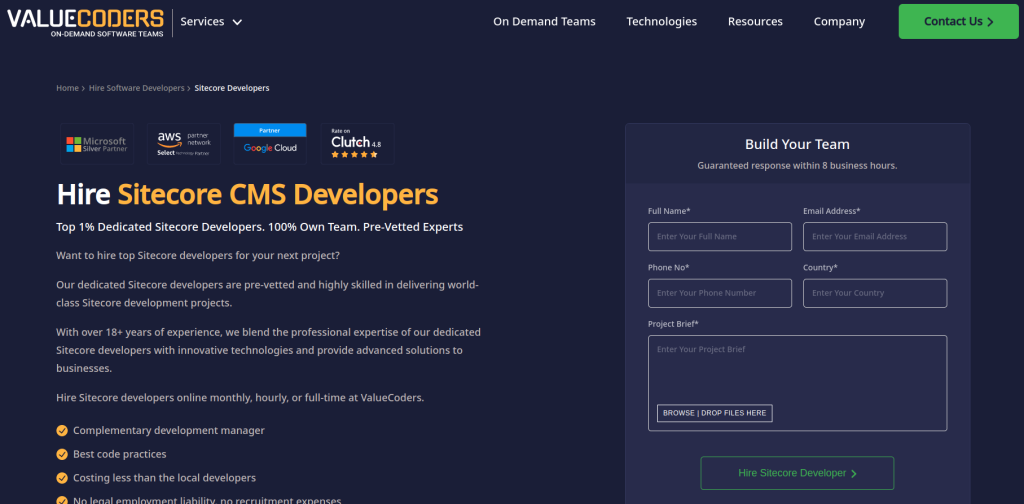 VALUECODERS
ON-DEMAND SOFTWARE TEAMS
Services
On Demand Teams
Technologies
Resources
Company
Contact Us
Home > Hire Software Developers > Sitecore Developers
Microsoft
Silver Partner
aws partner network
Select Technology Partner
Partner
Google Cloud
Rate on
Clutch 4.8
Hire Sitecore CMS Developers
Top 1% Dedicated Sitecore Developers. 100% Own Team. Pre-Vetted Experts
Want to hire top Sitecore developers for your next project?
Our dedicated Sitecore developers are pre-vetted and highly skilled in delivering world-
class Sitecore development projects.
With over 18+ years of experience, we blend the professional expertise of our dedicated
Sitecore developers with innovative technologies and provide advanced solutions to
businesses.
Hire Sitecore developers online monthly, hourly, or full-time at ValueCoders.
Complementary development manager
Best code practices
Costing less than the local developers
No legal employment liability, no recruitment expenses
Build Your Team
Guaranteed response within 8 business hours.
Full Name*
Email Address*
Enter Your Full Name
Enter Your Email Address
Phone No*
Country*
Enter Your Phone Number
Enter Your Country
Project Brief*
Enter Your Project Brief
BROWSE | DROP FILES HERE
Hire Sitecore Developer